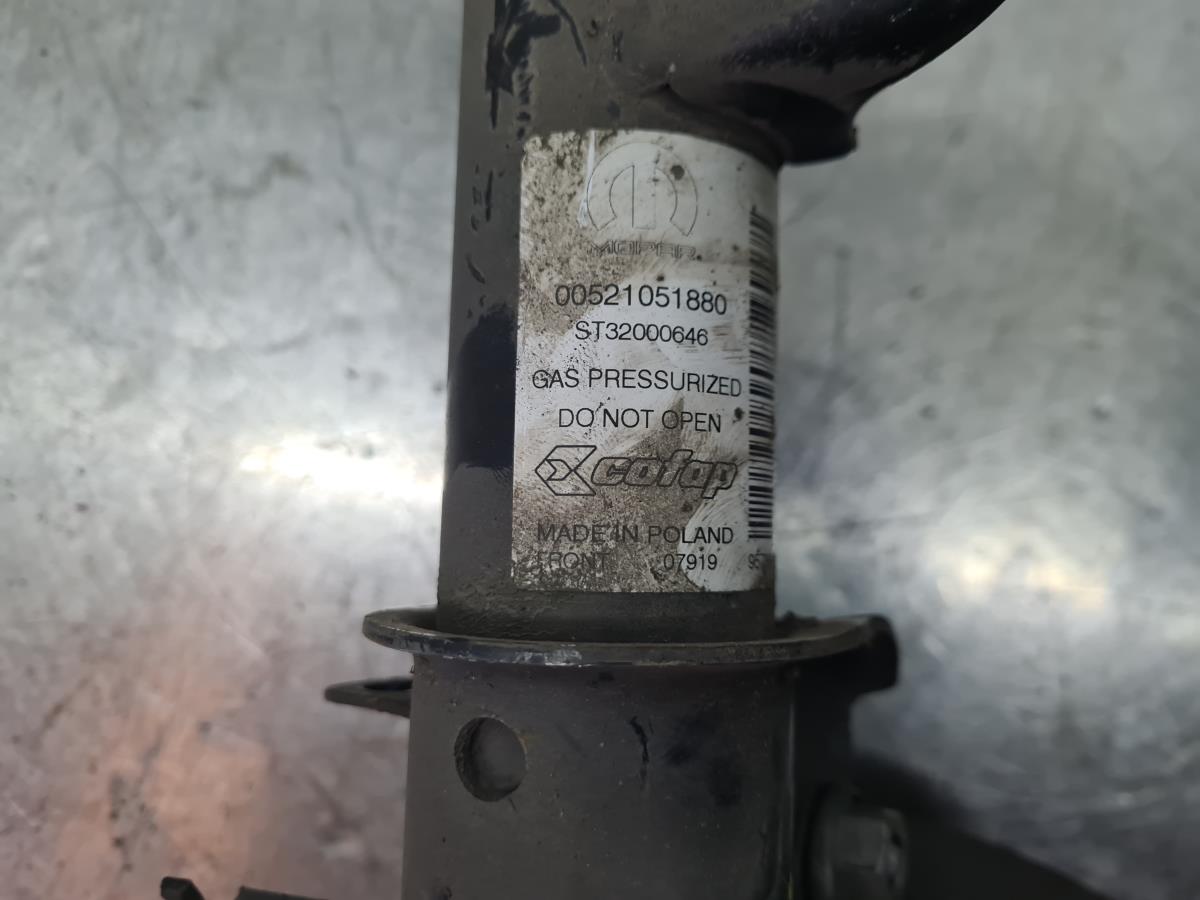 MOPAR
00521051880
ST32000646
GAS PRESSURIZED
DO NOT OPEN
cofap
MADE IN POLAND
FRONT 07919